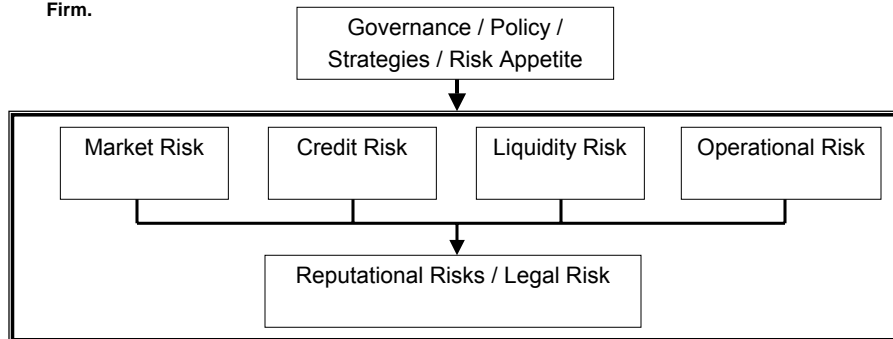 Firm.
Governance / Policy /
Strategies / Risk Appetite
Market Risk
Credit Risk
Liquidity Risk
Operational Risk
Reputational Risks / Legal Risk